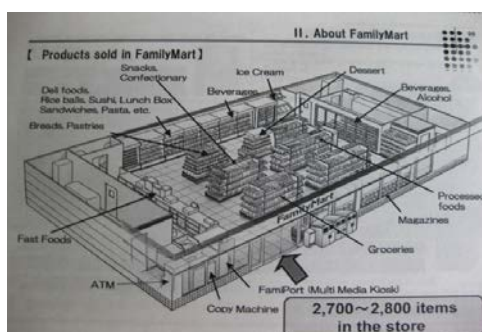 II. About FamilyMart
【 Products sold in FamilyMart】
Snacks,
Confectionary
Ice Cream
Dessert
Deli foods,
Rice balls, Sushi, Lunch Box
Sandwiches, Pasta, etc.
Beverages
Beverages,
Alcohol
Breads, Pastries
Processed
foods
FamilyMart
Magazines
Fast Foods
Groceries
ATM
FamiPort (Multi Media Kiosk)
Copy Machine
2,700～2,800 items
in the store